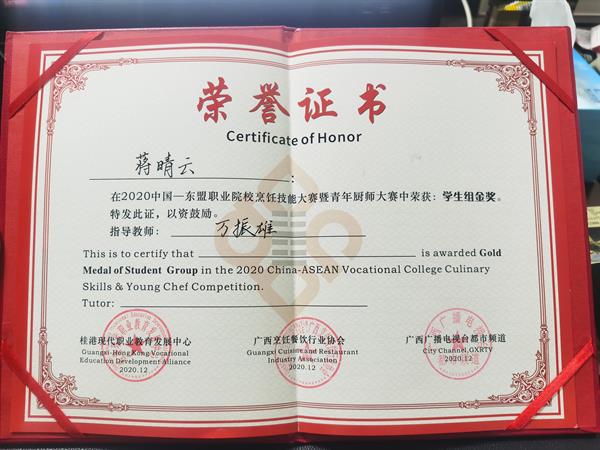 荣誉证书
Certificate of Honor
蒋晴云:
在2020中国—东盟职业院校烹饪技能大赛暨青年厨师大赛中荣获:学生组金奖。
特发此证,以资鼓励。
指导教师: 万振雄
This is to certify that is awarded Gold
Medal of Student Group in the 2020 China-ASEAN Vocational College Culinary
Skills & Young Chef Competition.
Tutor:
桂港现代职业教育发展中心
Guangxi-Hong Kong Vocational
Education Development Alliance
2020.12
广西烹饪餐饮行业协会
Guangxi Cuisine and Restaurant
Industry Association
2020.12
广西广播电视台都市频道
City Channel,GXRTV
2020.12